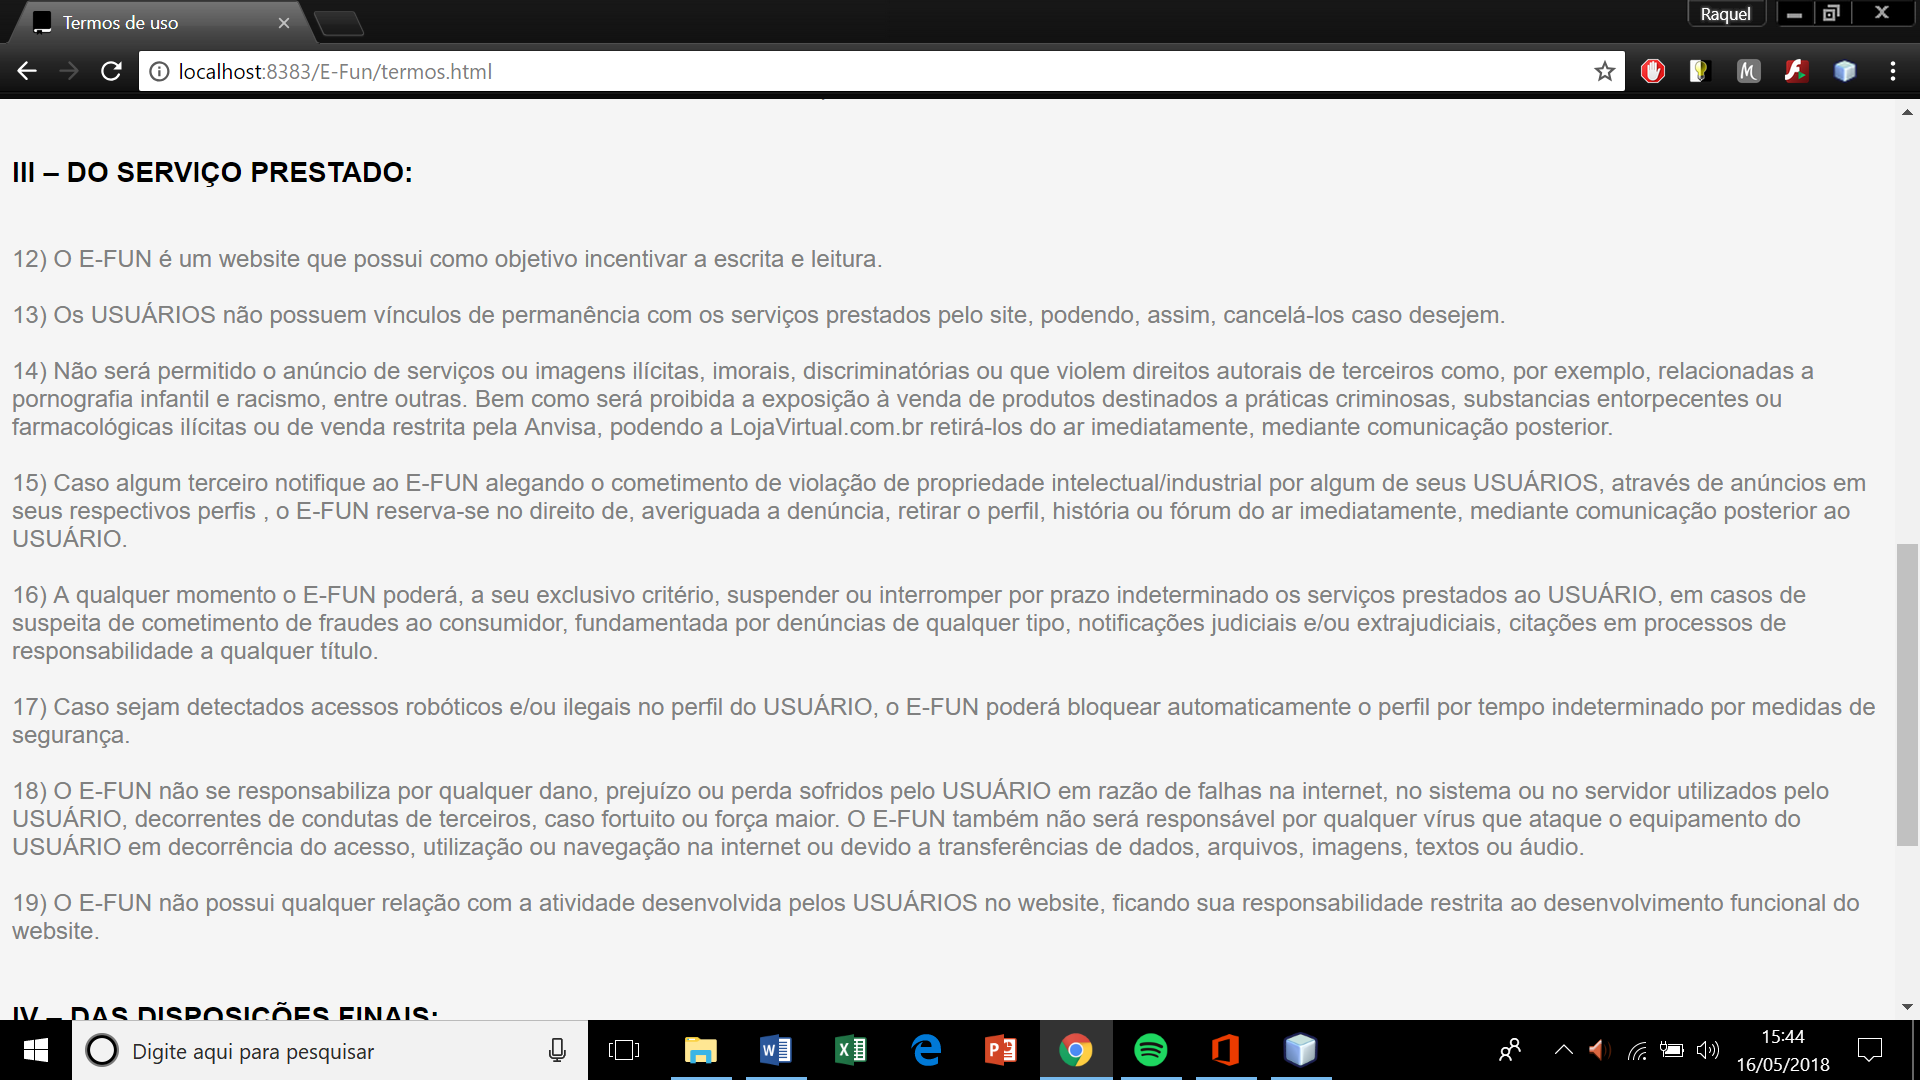 Termos de uso
Raquel
localhost:8383/E-Fun/termos.html
III – DO SERVIÇO PRESTADO:
12) O E-FUN é um website que possui como objetivo incentivar a escrita e leitura.
13) Os USUÁRIOS não possuem vínculos de permanência com os serviços prestados pelo site, podendo, assim, cancelá-los caso desejem.
14) Não será permitido o anúncio de serviços ou imagens ilícitas, imorais, discriminatórias ou que violem direitos autorais de terceiros como, por exemplo, relacionadas a
pornografia infantil e racismo, entre outras. Bem como será proibida a exposição à venda de produtos destinados a práticas criminosas, substancias entorpecentes ou
farmacológicas ilícitas ou de venda restrita pela Anvisa, podendo a LojaVirtual.com.br retirá-los do ar imediatamente, mediante comunicação posterior.
15) Caso algum terceiro notifique ao E-FUN alegando o cometimento de violação de propriedade intelectual/industrial por algum de seus USUÁRIOS, através de anúncios em
seus respectivos perfis , o E-FUN reserva-se no direito de, averiguada a denúncia, retirar o perfil, história ou fórum do ar imediatamente, mediante comunicação posterior ao
USUÁRIO.
16) A qualquer momento o E-FUN poderá, a seu exclusivo critério, suspender ou interromper por prazo indeterminado os serviços prestados ao USUÁRIO, em casos de
suspeita de cometimento de fraudes ao consumidor, fundamentada por denúncias de qualquer tipo, notificações judiciais e/ou extrajudiciais, citações em processos de
responsabilidade a qualquer título.
17) Caso sejam detectados acessos robóticos e/ou ilegais no perfil do USUÁRIO, o E-FUN poderá bloquear automaticamente o perfil por tempo indeterminado por medidas de
segurança.
18) O E-FUN não se responsabiliza por qualquer dano, prejuízo ou perda sofridos pelo USUÁRIO em razão de falhas na internet, no sistema ou no servidor utilizados pelo
USUÁRIO, decorrentes de condutas de terceiros, caso fortuito ou força maior. O E-FUN também não será responsável por qualquer vírus que ataque o equipamento do
USUÁRIO em decorrência do acesso, utilização ou navegação na internet ou devido a transferências de dados, arquivos, imagens, textos ou áudio.
19) O E-FUN não possui qualquer relação com a atividade desenvolvida pelos USUÁRIOS no website, ficando sua responsabilidade restrita ao desenvolvimento funcional do
website.
IV – DAS DISPOSIÇÕES FINAIS:
Digite aqui para pesquisar
15:44
16/05/2018